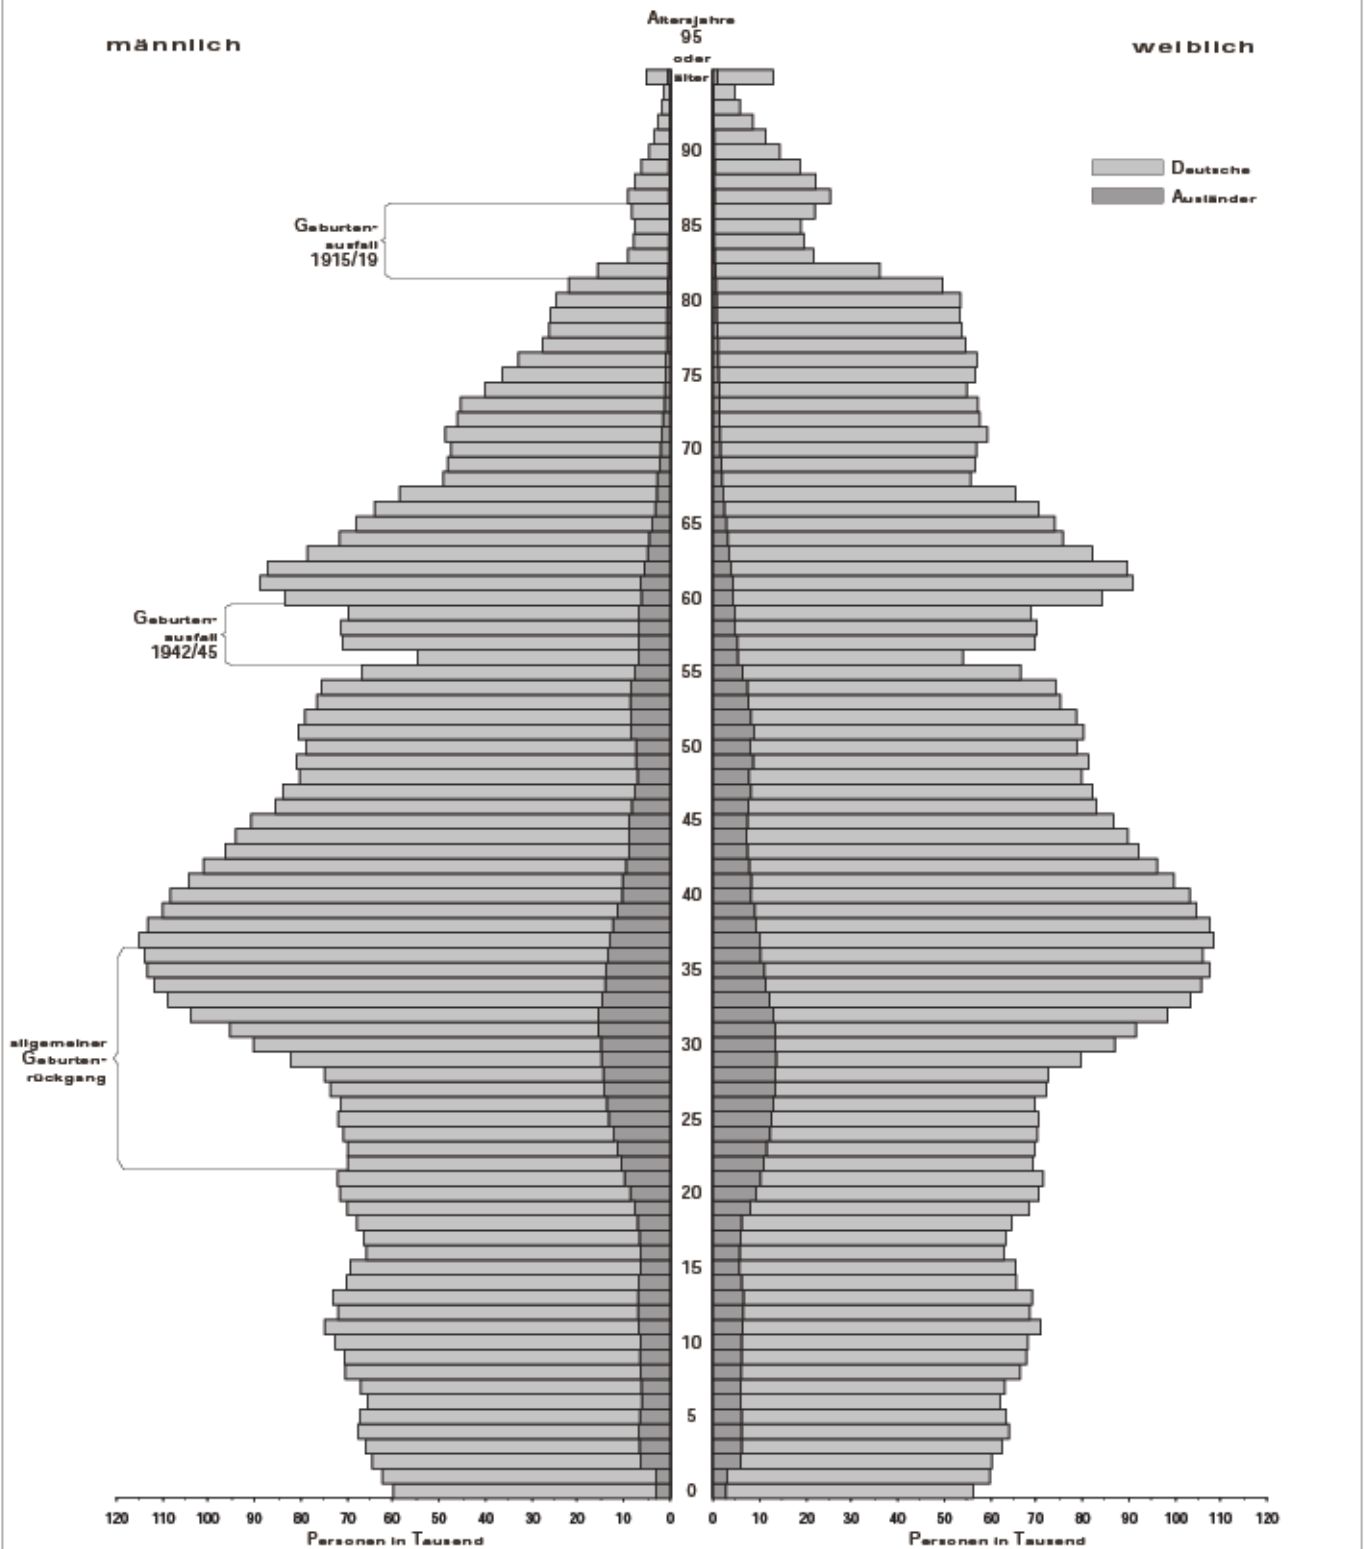 Altersjahre
männlich
95
weiblich
oder
älter
90
Deutsche
Ausländer
Geburten-
ausfall
1915/19
85
80
75
70
65
60
Geburten-
ausfall
1942/45
55
50
45
40
35
30
allgemeiner
Geburten-
rückgang
25
20
15
10
5
0
120 110 100 90 80 70 60 50 40 30 20 10 0 0 10 20 30 40 50 60 70 80 90 100 110 120
Personen in Tausend Personen in Tausend